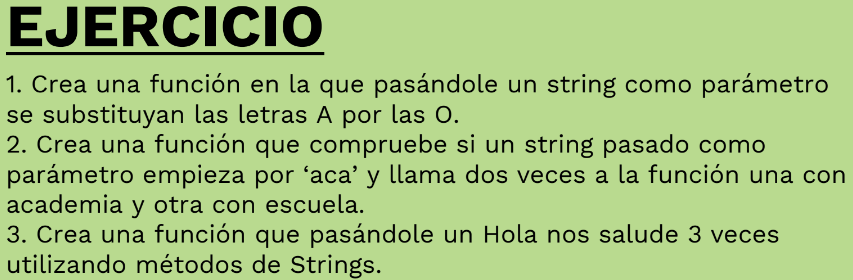 EJERCICIO
1. Crea una función en la que pasándole un string como parámetro
se substituyan las letras A por las O.
2. Crea una función que compruebe si un string pasado como
parámetro empieza por ‘aca’ y llama dos veces a la función una con
academia y otra con escuela.
3. Crea una función que pasándole un Hola nos salude 3 veces
utilizando métodos de Strings.